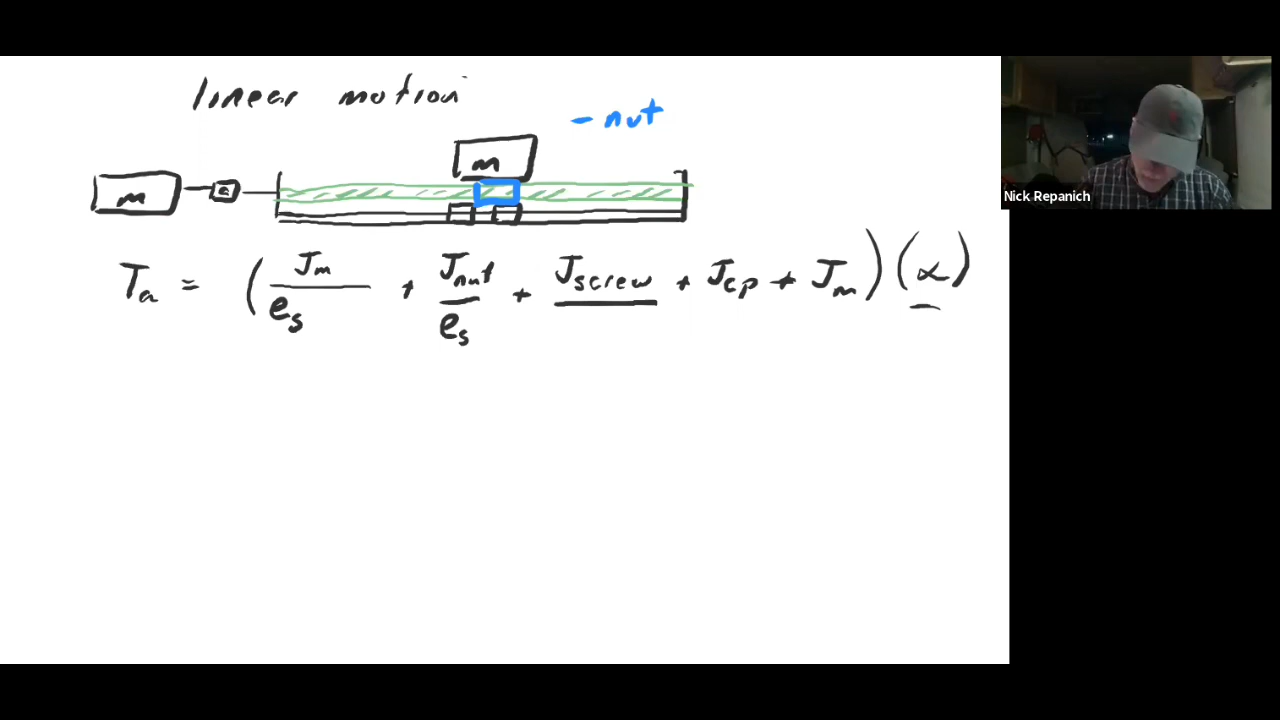 linear motion
- nut
m
m
c
Ta = (Jm/es + Jnut/es + Jscrew + Jcp + Jm)(α)
Nick Repanich